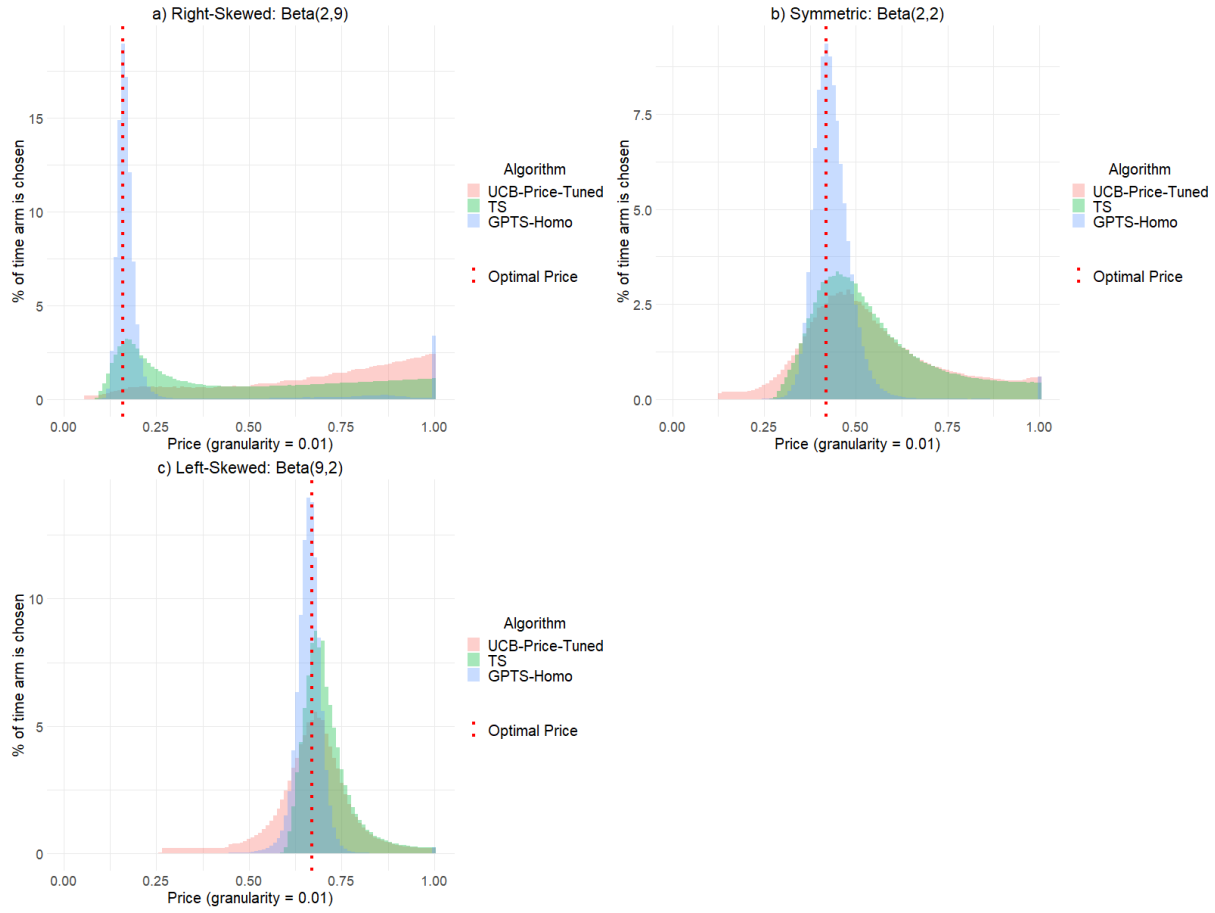 a) Right-Skewed: Beta(2,9)
% of time arm is chosen
15
10
5
0
0.00 0.25 0.50 0.75 1.00
Price (granularity = 0.01)
Algorithm
UCB-Price-Tuned
TS
GPTS-Homo
Optimal Price
b) Symmetric: Beta(2,2)
% of time arm is chosen
7.5
5.0
2.5
0.0
0.00 0.25 0.50 0.75 1.00
Price (granularity = 0.01)
Algorithm
UCB-Price-Tuned
TS
GPTS-Homo
Optimal Price
c) Left-Skewed: Beta(9,2)
% of time arm is chosen
10
5
0
0.00 0.25 0.50 0.75 1.00
Price (granularity = 0.01)
Algorithm
UCB-Price-Tuned
TS
GPTS-Homo
Optimal Price